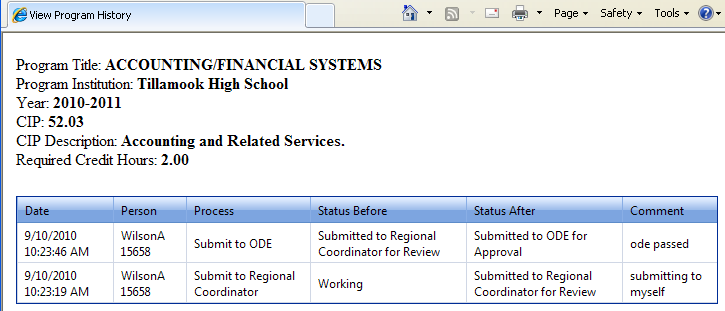 View Program History
Page Safety Tools
Program Title: ACCOUNTING/FINANCIAL SYSTEMS
Program Institution: Tillamook High School
Year: 2010-2011
CIP: 52.03
CIP Description: Accounting and Related Services.
Required Credit Hours: 2.00
Date Person Process Status Before Status After Comment
9/10/2010 10:23:46 AM WilsonA 15658 Submit to ODE Submitted to Regional Coordinator for Review Submitted to ODE for Approval ode passed
9/10/2010 10:23:19 AM WilsonA 15658 Submit to Regional Coordinator Working Submitted to Regional Coordinator for Review submitting to myself